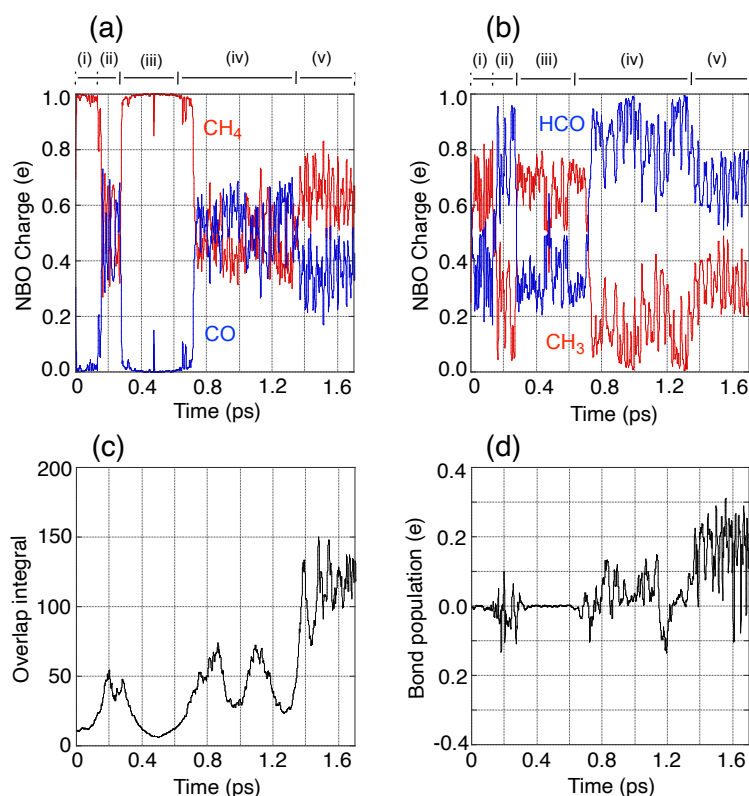 (a)
(i) (ii) (iii) (iv) (v)
1.0
0.8
0.6
0.4
0.2
0.0
NBO Charge (e)
CH4
CO
0 0.4 0.8 1.2 1.6
Time (ps)
(b)
(i) (ii) (iii) (iv) (v)
1.0
0.8
0.6
0.4
0.2
0.0
NBO Charge (e)
HCO
CH3
0 0.4 0.8 1.2 1.6
Time (ps)
(c)
200
150
100
50
0
Overlap integral
0 0.4 0.8 1.2 1.6
Time (ps)
(d)
0.4
0.2
0.0
-0.2
-0.4
Bond population (e)
0 0.4 0.8 1.2 1.6
Time (ps)